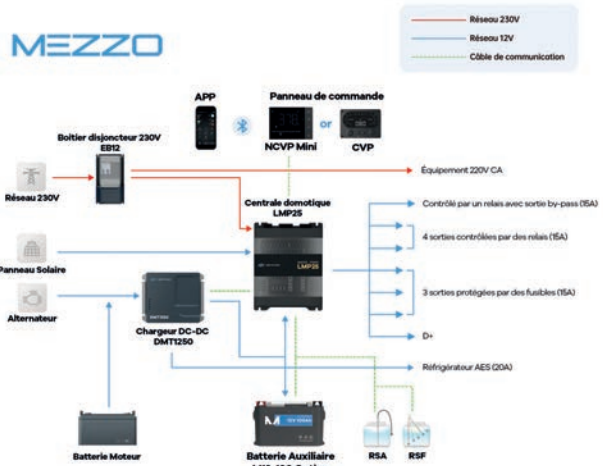 MEZZO
Réseau 230V
Réseau 12V
Câble de communication
APP
Panneau de commande
or
NCVP Mini
CVP
Boitier disjoncteur 230V
EB12
Réseau 230V
Équipement 220V CA
Centrale domotique
LMP25
Contrôlé par un relais avec sortie by-pass (15A)
4 sorties contrôlées par des relais (15A)
LMP25
Panneau Solaire
3 sorties protégées par des fusibles (15A)
Alternateur
D+
Chargeur DC-DC
DMT1250
Réfrigérateur AES (20A)
12V 100Ah
Batterie Moteur
Batterie Auxiliaire
RSA
RSF